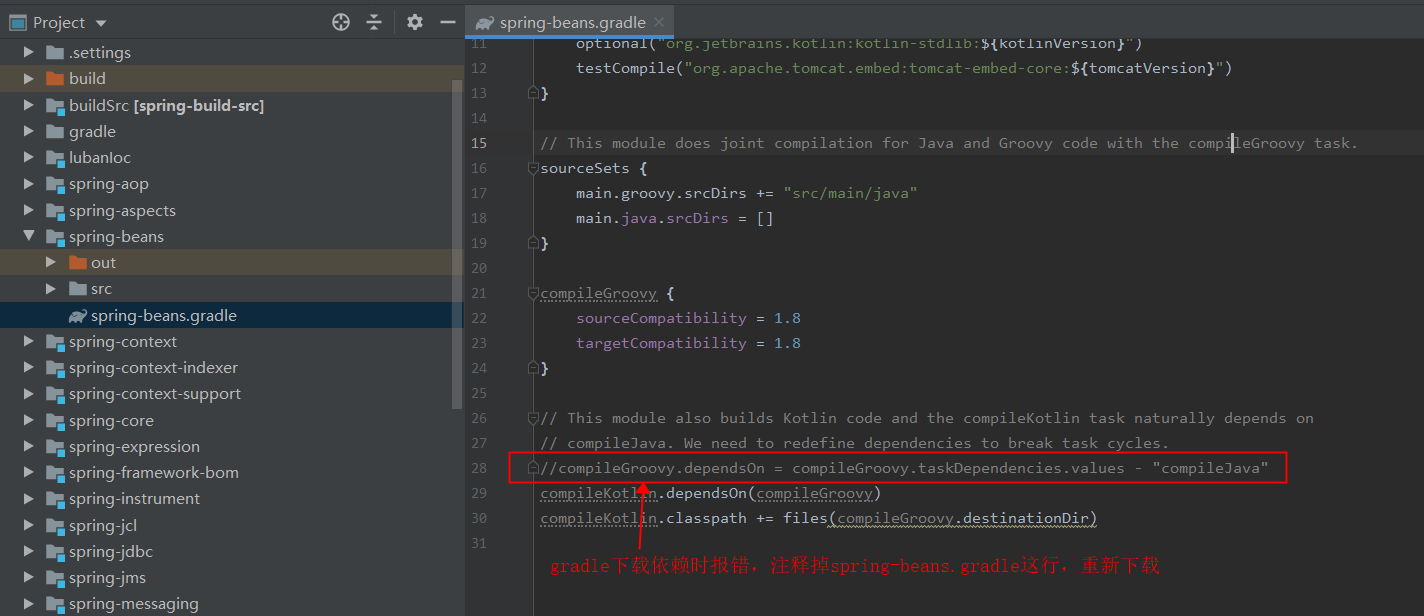 Project
.settings
build
buildSrc [spring-build-src]
gradle
lubanIoc
spring-aop
spring-aspects
spring-beans
out
src
spring-beans.gradle
spring-context
spring-context-indexer
spring-context-support
spring-core
spring-expression
spring-framework-bom
spring-instrument
spring-jcl
spring-jdbc
spring-jms
spring-messaging
spring-beans.gradle
11 optional("org.jetbrains.kotlin:kotlin-stdlib:${kotlinVersion}")
12 testCompile("org.apache.tomcat.embed:tomcat-embed-core:${tomcatVersion}")
13 }
14
15 // This module does joint compilation for Java and Groovy code with the compileGroovy task.
16 sourceSets {
17 main.groovy.srcDirs += "src/main/java"
18 main.java.srcDirs = []
19 }
20
21 compileGroovy {
22 sourceCompatibility = 1.8
23 targetCompatibility = 1.8
24 }
25
26 // This module also builds Kotlin code and the compileKotlin task naturally depends on
27 // compileJava. We need to redefine dependencies to break task cycles.
28 //compileGroovy.dependsOn = compileGroovy.taskDependencies.values - "compileJava"
29 compileKotlin.dependsOn(compileGroovy)
30 compileKotlin.classpath += files(compileGroovy.destinationDir)
31
gradle下载依赖时报错，注释掉spring-beans.gradle这行，重新下载